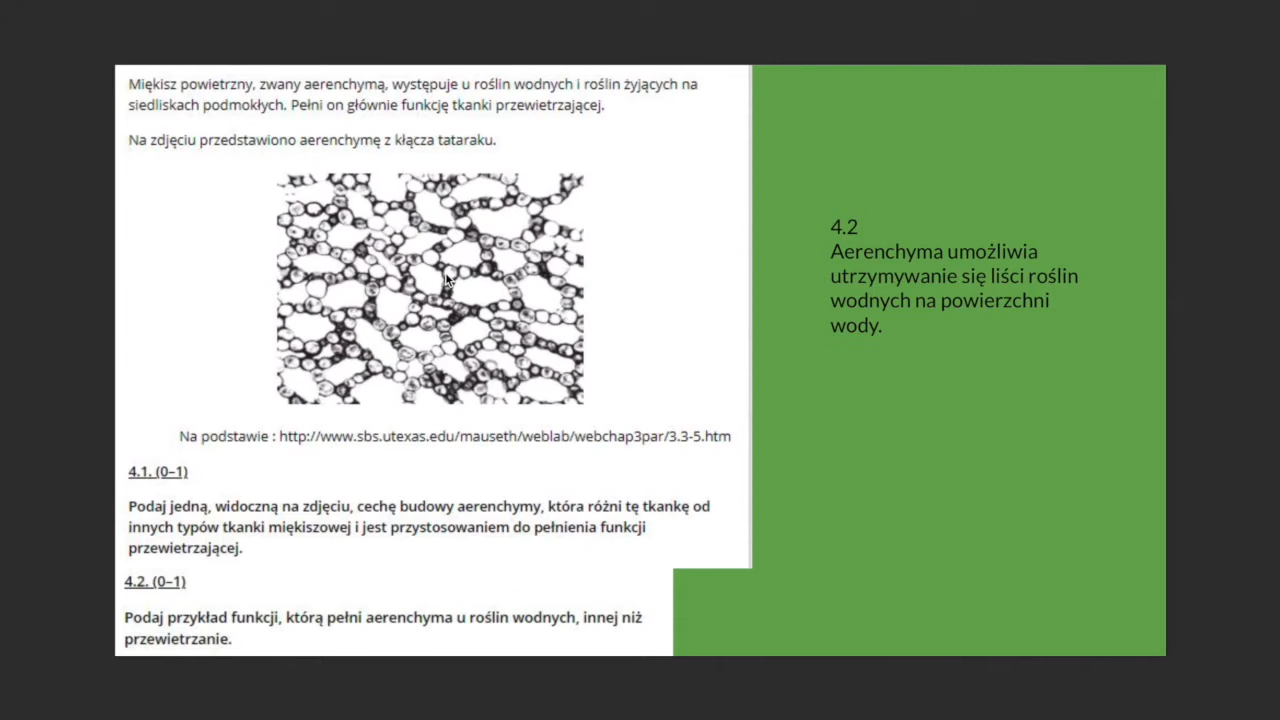 Miękisz powietrzny, zwany aerenchymą, występuje u roślin wodnych i roślin żyjących na
siedliskach podmokłych. Pełni on głównie funkcję tkanki przewietrzającej.
Na zdjęciu przedstawiono aerenchymę z kłącza tataraku.
Na podstawie : http://www.sbs.utexas.edu/mauseth/weblab/webchap3par/3.3-5.htm
4.1. (0–1)
Podaj jedną, widoczną na zdjęciu, cechę budowy aerenchymy, która różni tę tkankę od
innych typów tkanki miękiszowej i jest przystosowaniem do pełnienia funkcji
przewietrzającej.
4.2. (0–1)
Podaj przykład funkcji, którą pełni aerenchyma u roślin wodnych, innej niż
przewietrzanie.
4.2
Aerenchyma umożliwia
utrzymywanie się liści roślin
wodnych na powierzchni
wody.